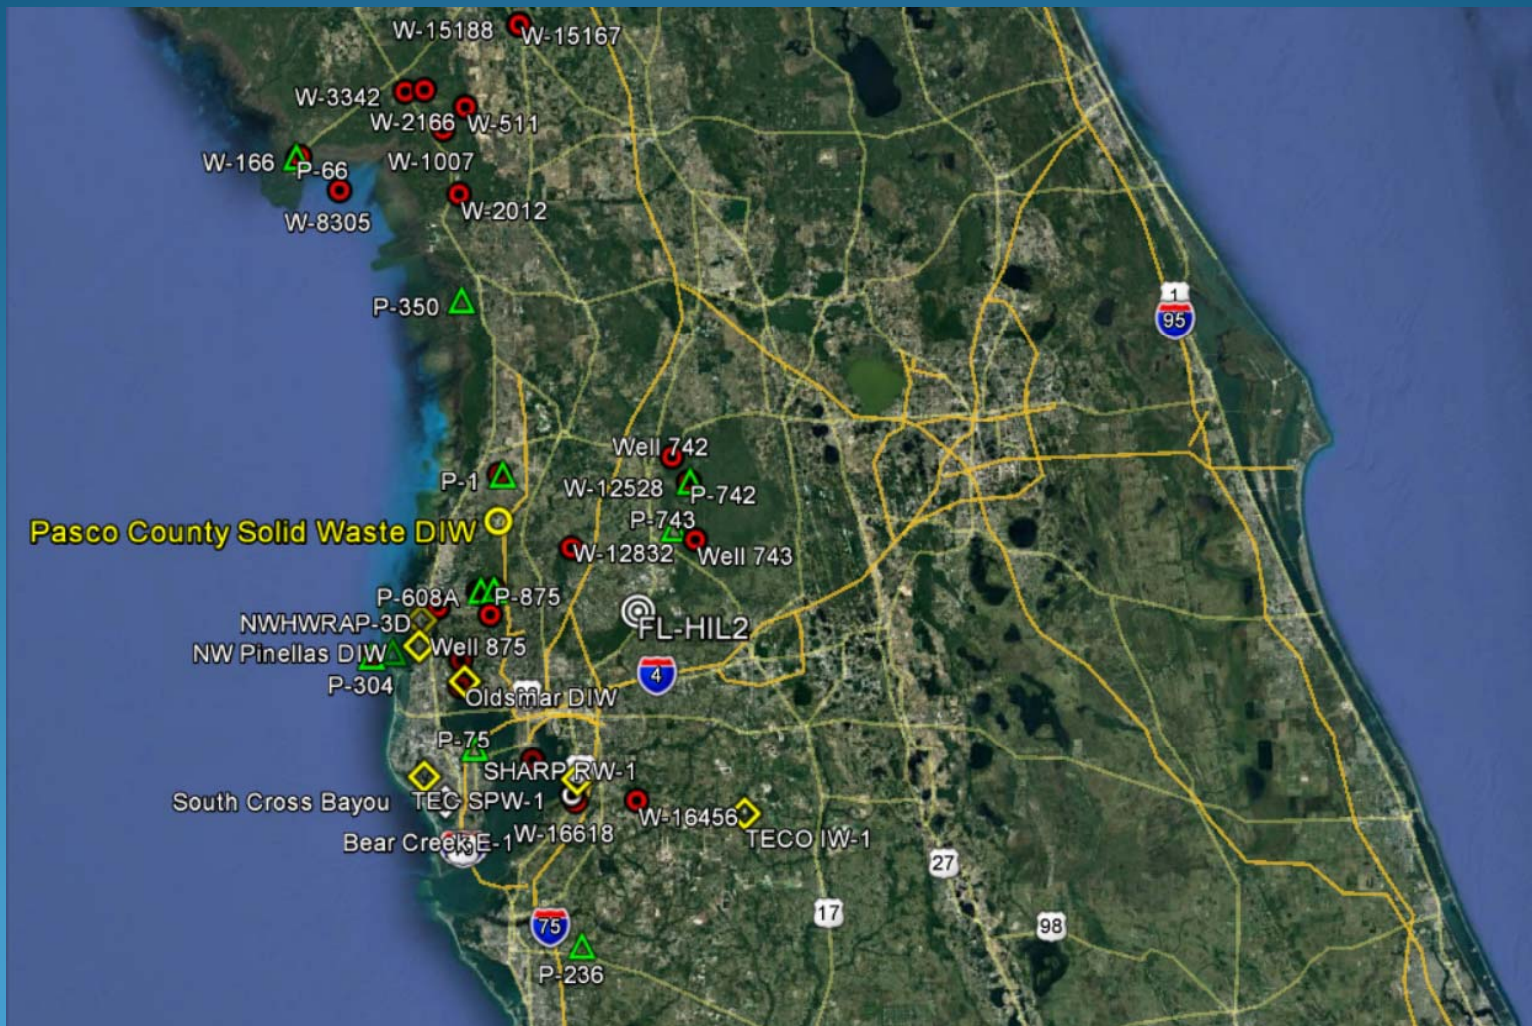 W-15188
W-15167
W-3342
W-2166
W-511
W-166
P-66
W-1007
W-8305
W-2012
P-350
1
95
Well 742
P-1
W-12528
P-742
P-743
Pasco County Solid Waste DIW
W-12832
Well 743
P-608A
P-875
NWHWRAP-3D
FL-HIL2
NW Pinellas DIW
Well 875
4
P-304
Oldsmar DIW
P-75
SHARP RW-1
South Cross Bayou
TEC SPW-1
W-16456
Bear Creek E-1
W-16618
TECO IW-1
27
17
98
75
P-236